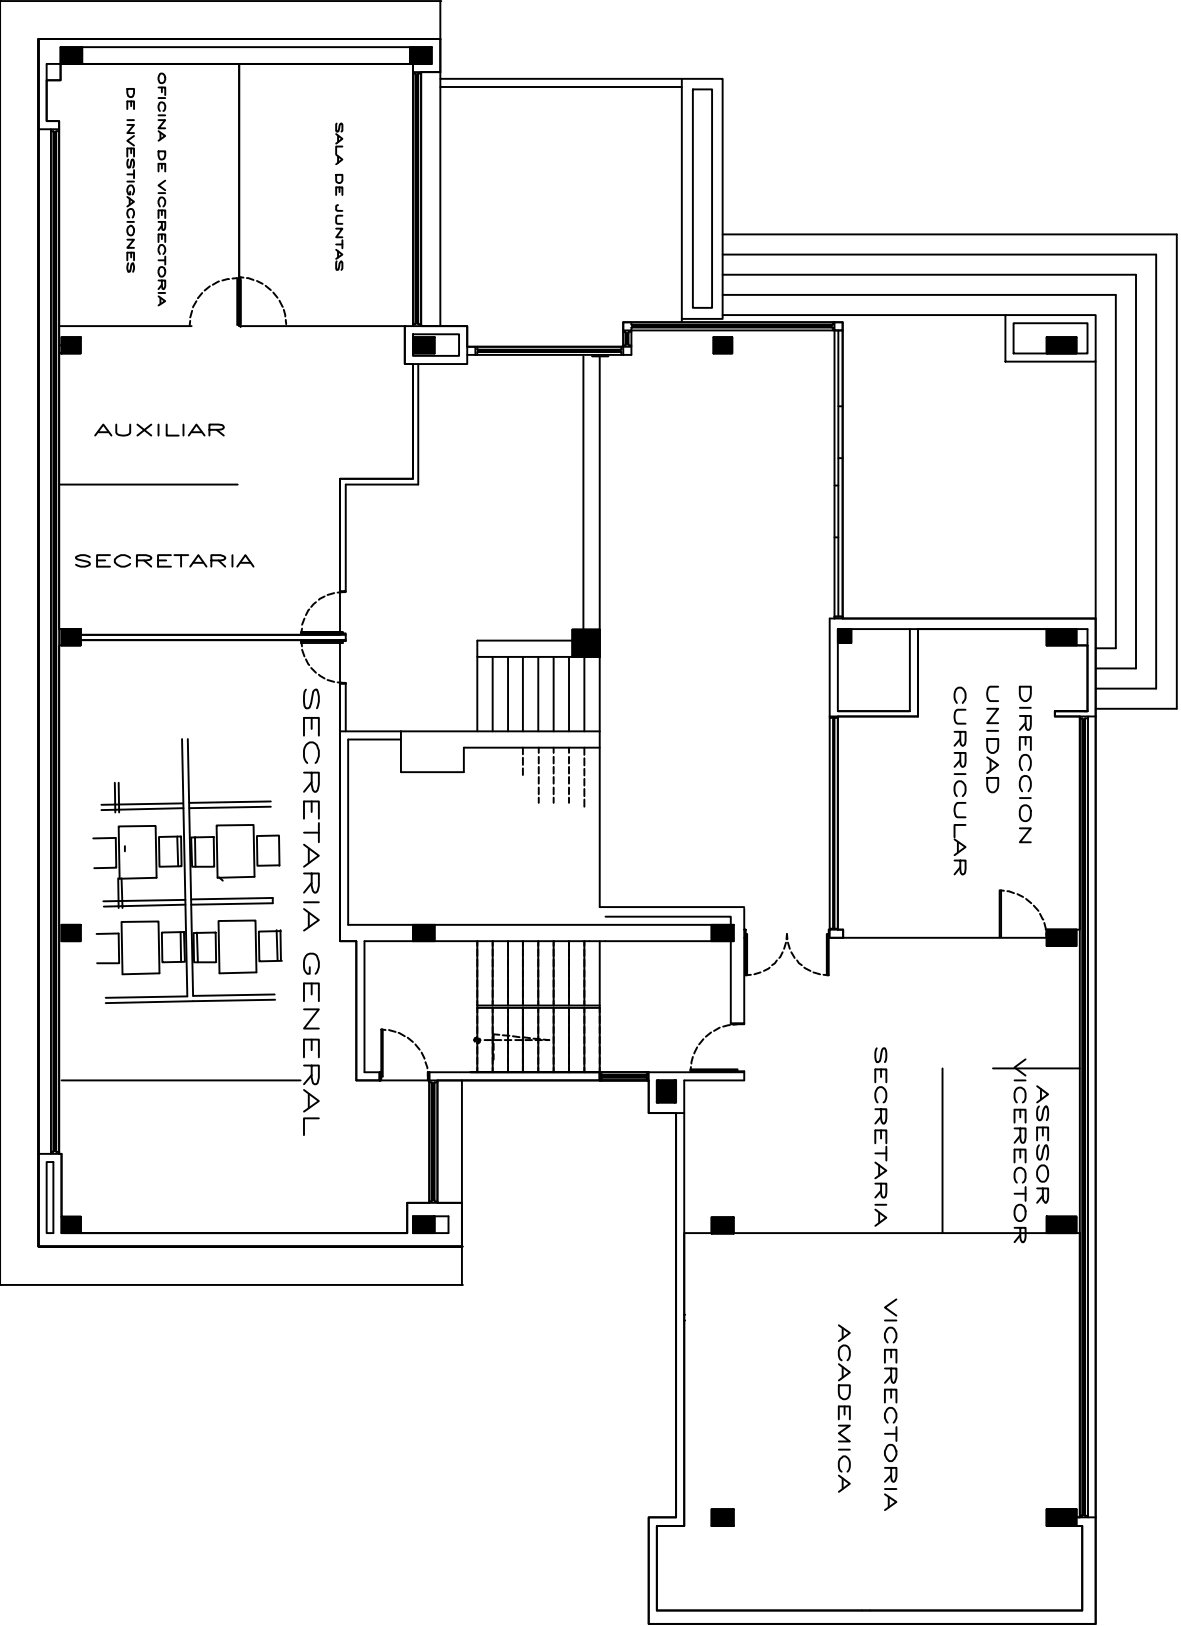 OFICINA DE VICERECTORIA
DE INVESTIGACIONES
SALA DE JUNTAS
AUXILIAR
SECRETARIA
SECRETARIA GENERAL
DIRECCION
UNIDAD
CURRICULAR
SECRETARIA
ASESOR
VICERECTOR
VICERECTORIA
ACADEMICA